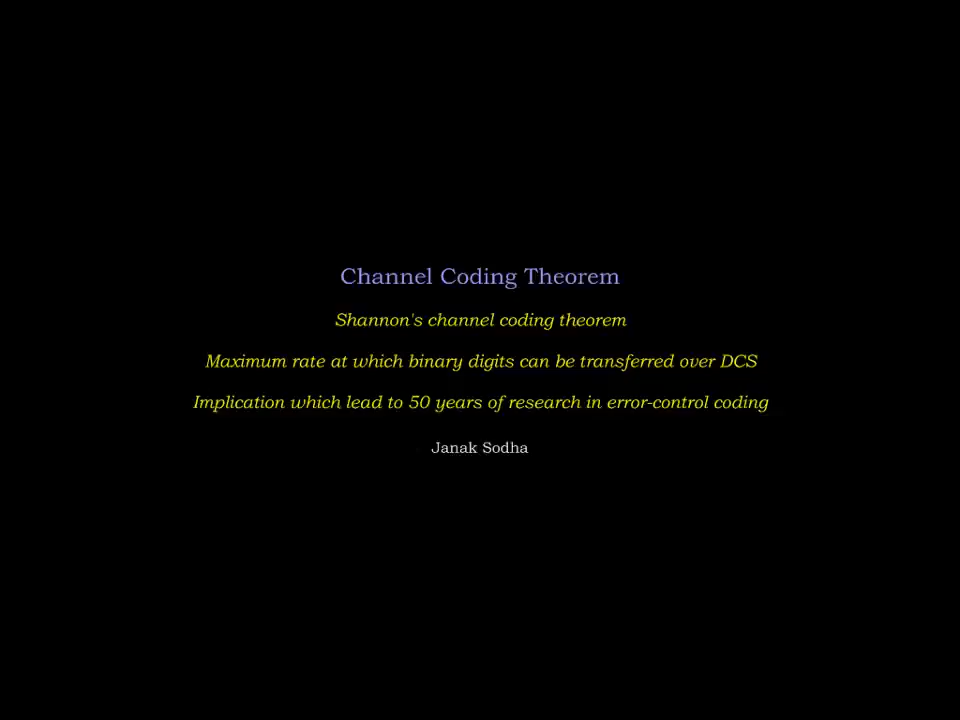 Channel Coding Theorem
Shannon's channel coding theorem
Maximum rate at which binary digits can be transferred over DCS
Implication which lead to 50 years of research in error-control coding
Janak Sodha